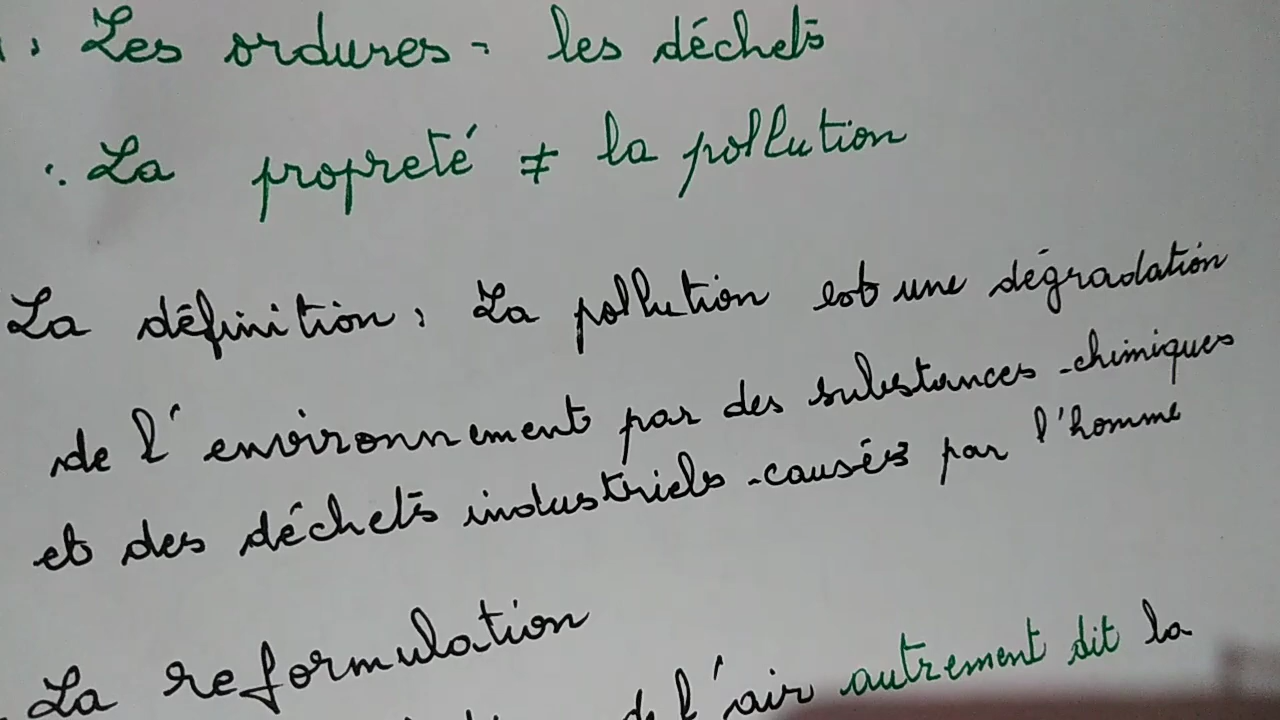 : Les ordures = les déchets
: La propreté ≠ la pollution
La définition : La pollution est une dégradation
de l'environnement par des substances chimiques
et des déchets industriels causés par l'homme
La reformulation
de l'air autrement dit la